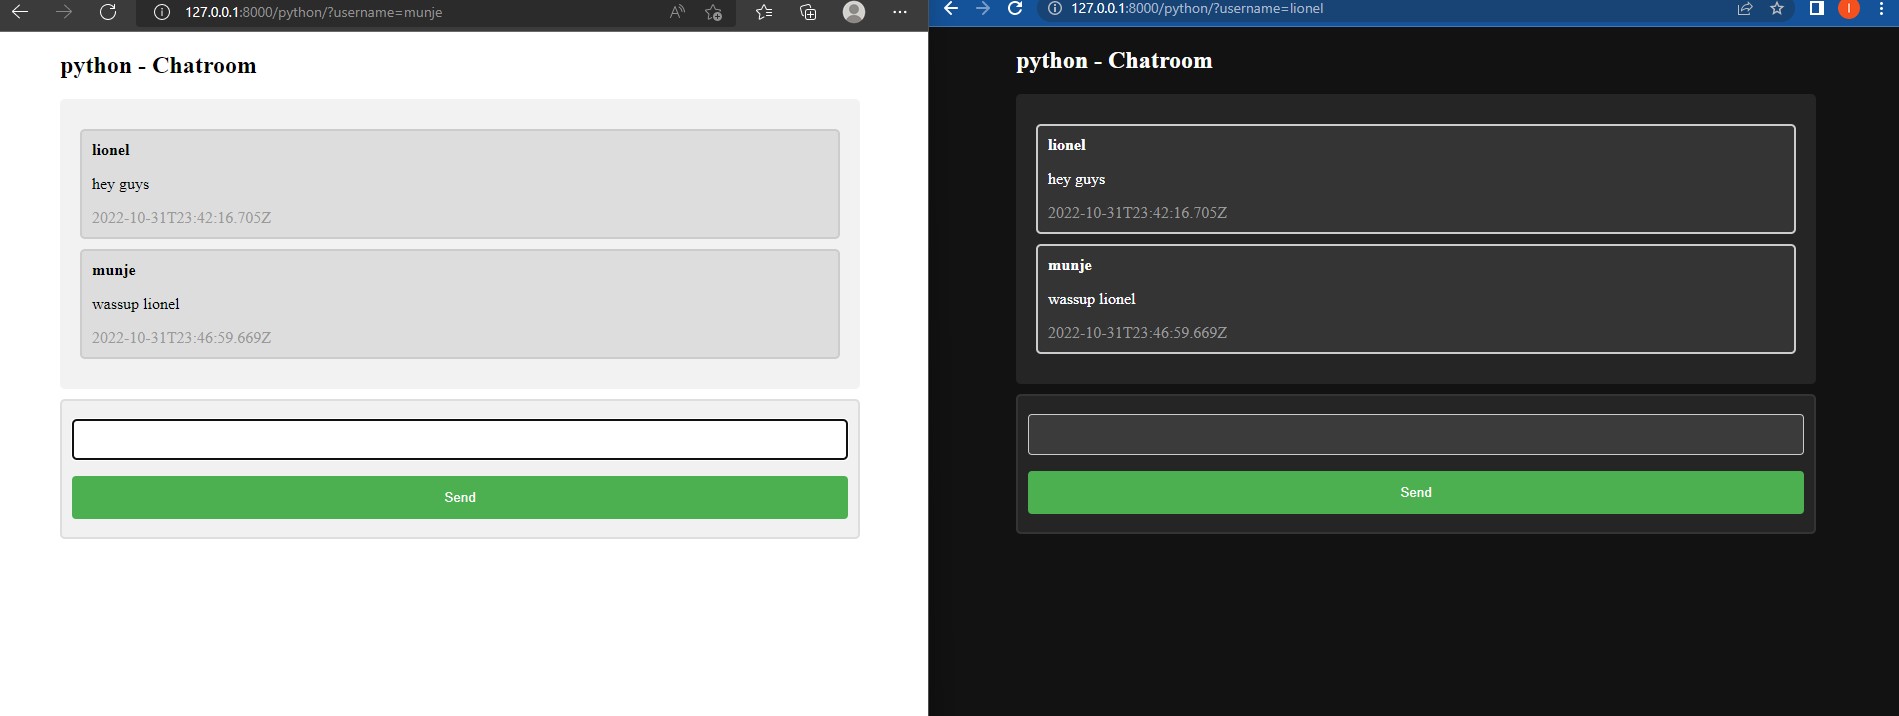 127.0.0.1:8000/python/?username=munje
python - Chatroom
lionel
hey guys
2022-10-31T23:42:16.705Z
munje
wassup lionel
2022-10-31T23:46:59.669Z
Send
127.0.0.1:8000/python/?username=lionel
I
python - Chatroom
lionel
hey guys
2022-10-31T23:42:16.705Z
munje
wassup lionel
2022-10-31T23:46:59.669Z
Send